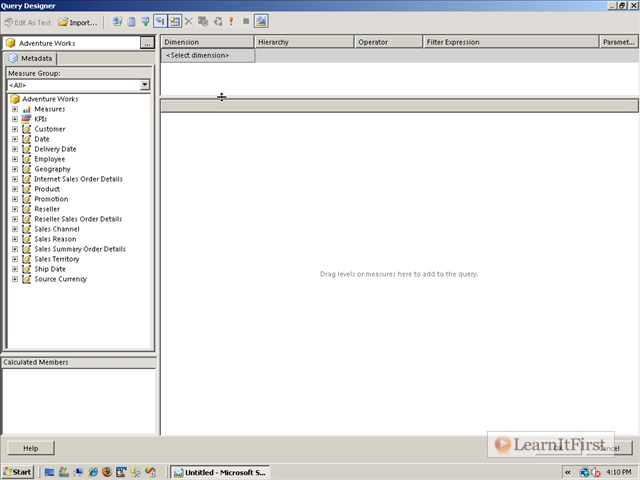 Query Designer
Edit As Text
Import...
Adventure Works
...
Metadata
Measure Group:
<All>
Adventure Works
Measures
KPIs
Customer
Date
Delivery Date
Employee
Geography
Internet Sales Order Details
Product
Promotion
Reseller
Reseller Sales Order Details
Sales Channel
Sales Reason
Sales Summary Order Details
Sales Territory
Ship Date
Source Currency
Calculated Members
Dimension Hierarchy Operator Filter Expression Paramet...
<Select dimension>
Drag levels or measures here to add to the query.
Help
LearnItFirst
Start
Untitled - Microsoft S...
«
4:10 PM